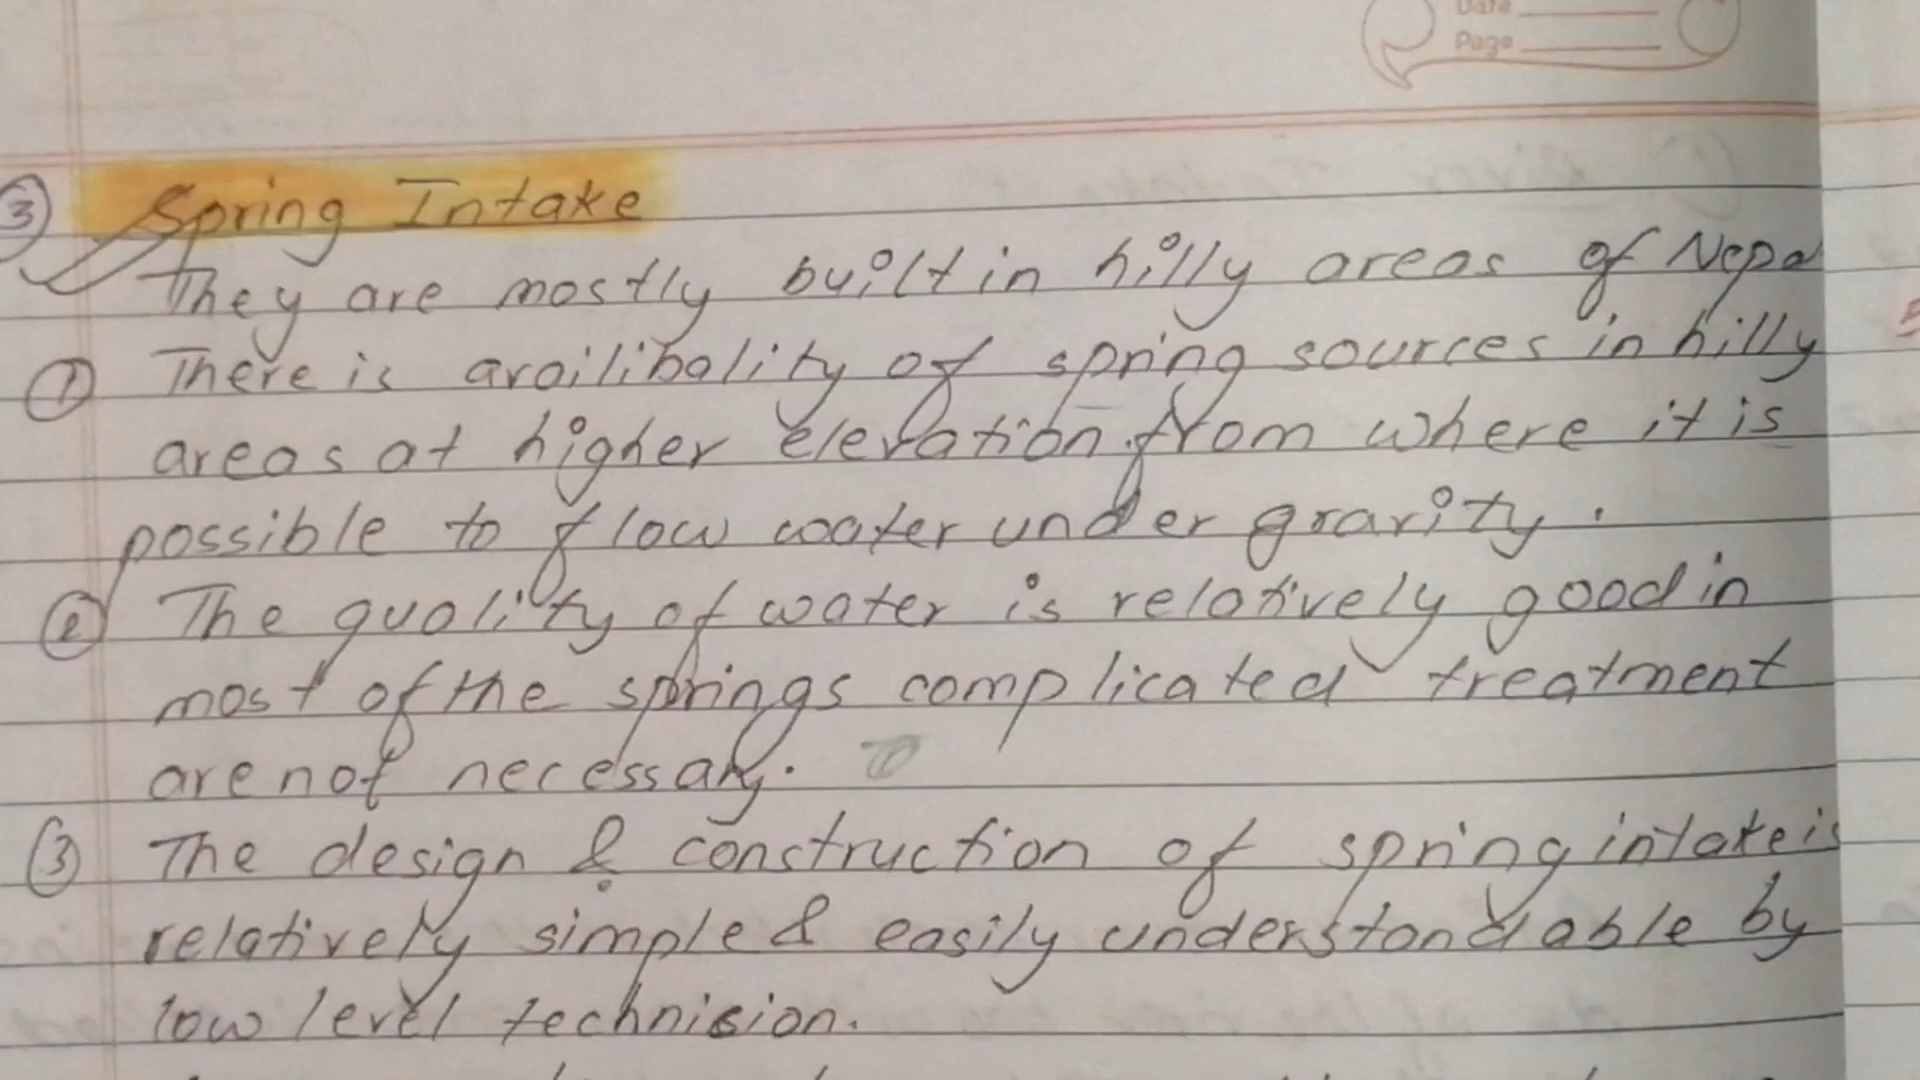 Date
Page
③ Spring Intake
They are mostly built in hilly areas of Nepal
① There is availibality of spring sources in hilly
areas at higher elevation from where it is
possible to flow water under gravity.
② The quality of water is relatively good in
most of the springs complicated treatment
are not necessary.
③ The design & construction of spring intake is
relatively simple & easily understandable by
low level technision.